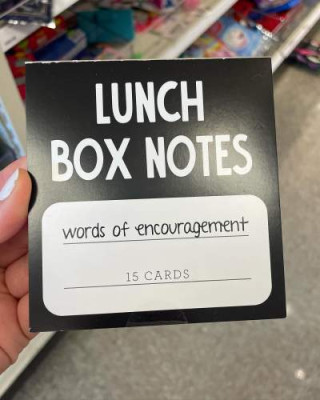 LUNCH
BOX NOTES
words of encouragement
15 CARDS